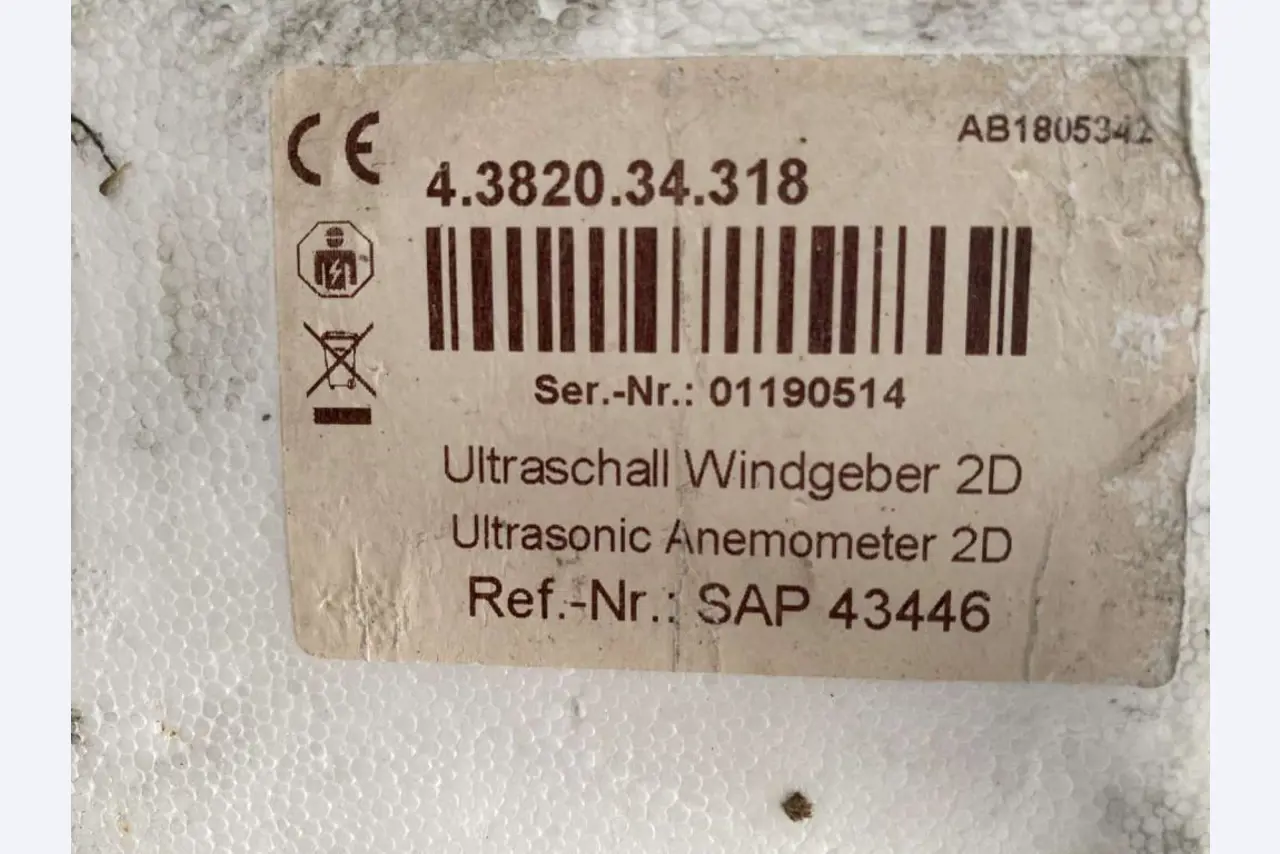 CE
AB1805342
4.3820.34.318
Ser.-Nr.: 01190514
Ultraschall Windgeber 2D
Ultrasonic Anemometer 2D
Ref.-Nr.: SAP 43446